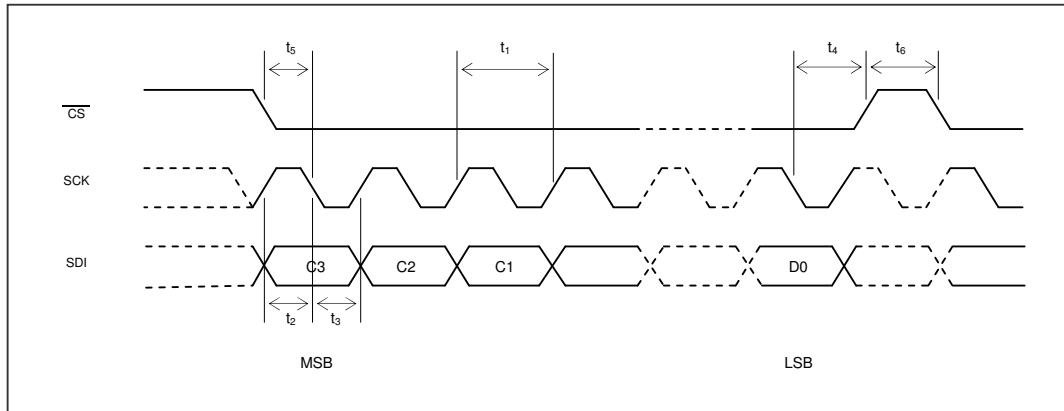 t5 t1 t4 t6
CS
SCK
SDI C3 C2 C1 D0
t2 t3
MSB LSB